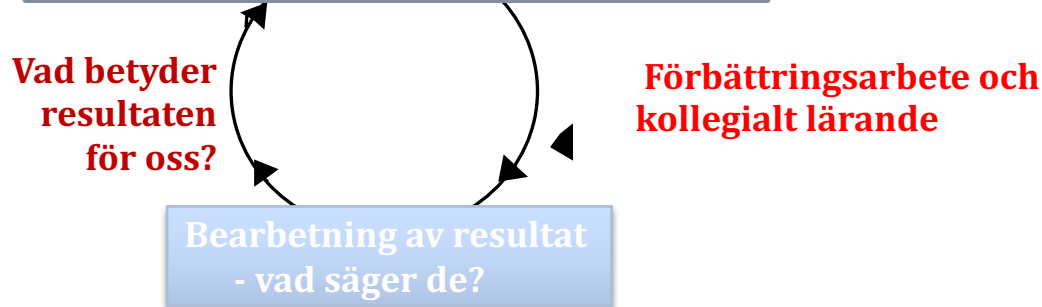 Vad betyder
resultaten
för oss?
Förbättringsarbete och
kollegialt lärande
Bearbetning av resultat
- vad säger de?